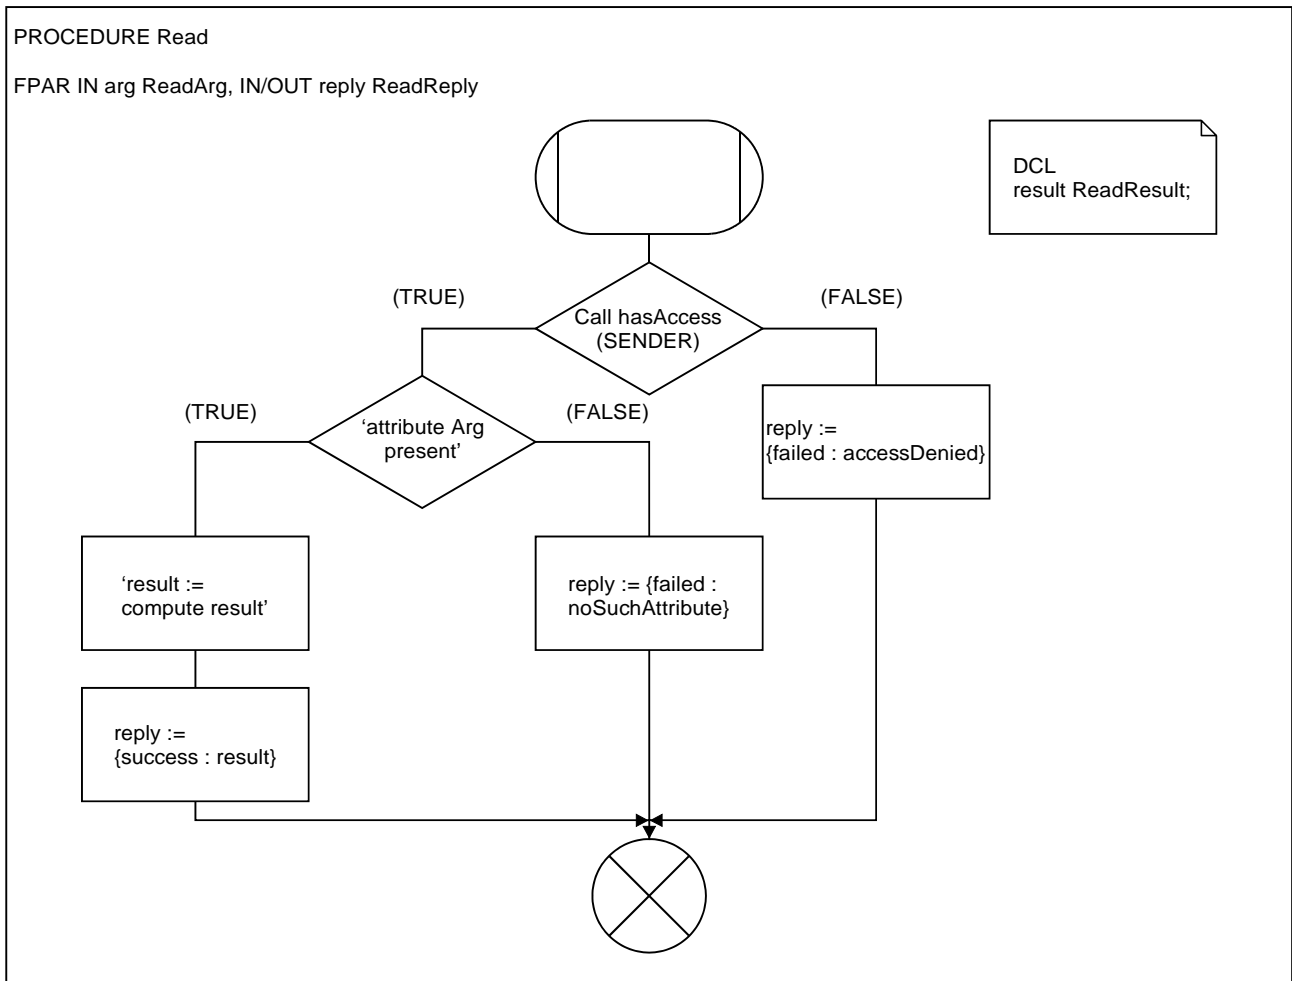 PROCEDURE Read
FPAR IN arg ReadArg, IN/OUT reply ReadReply
DCL
result ReadResult;
(TRUE)
(FALSE)
Call hasAccess
(SENDER)
(TRUE)
(FALSE)
‘attribute Arg
present’
reply :=
{failed : accessDenied}
‘result :=
compute result’
reply := {failed :
noSuchAttribute}
reply :=
{success : result}